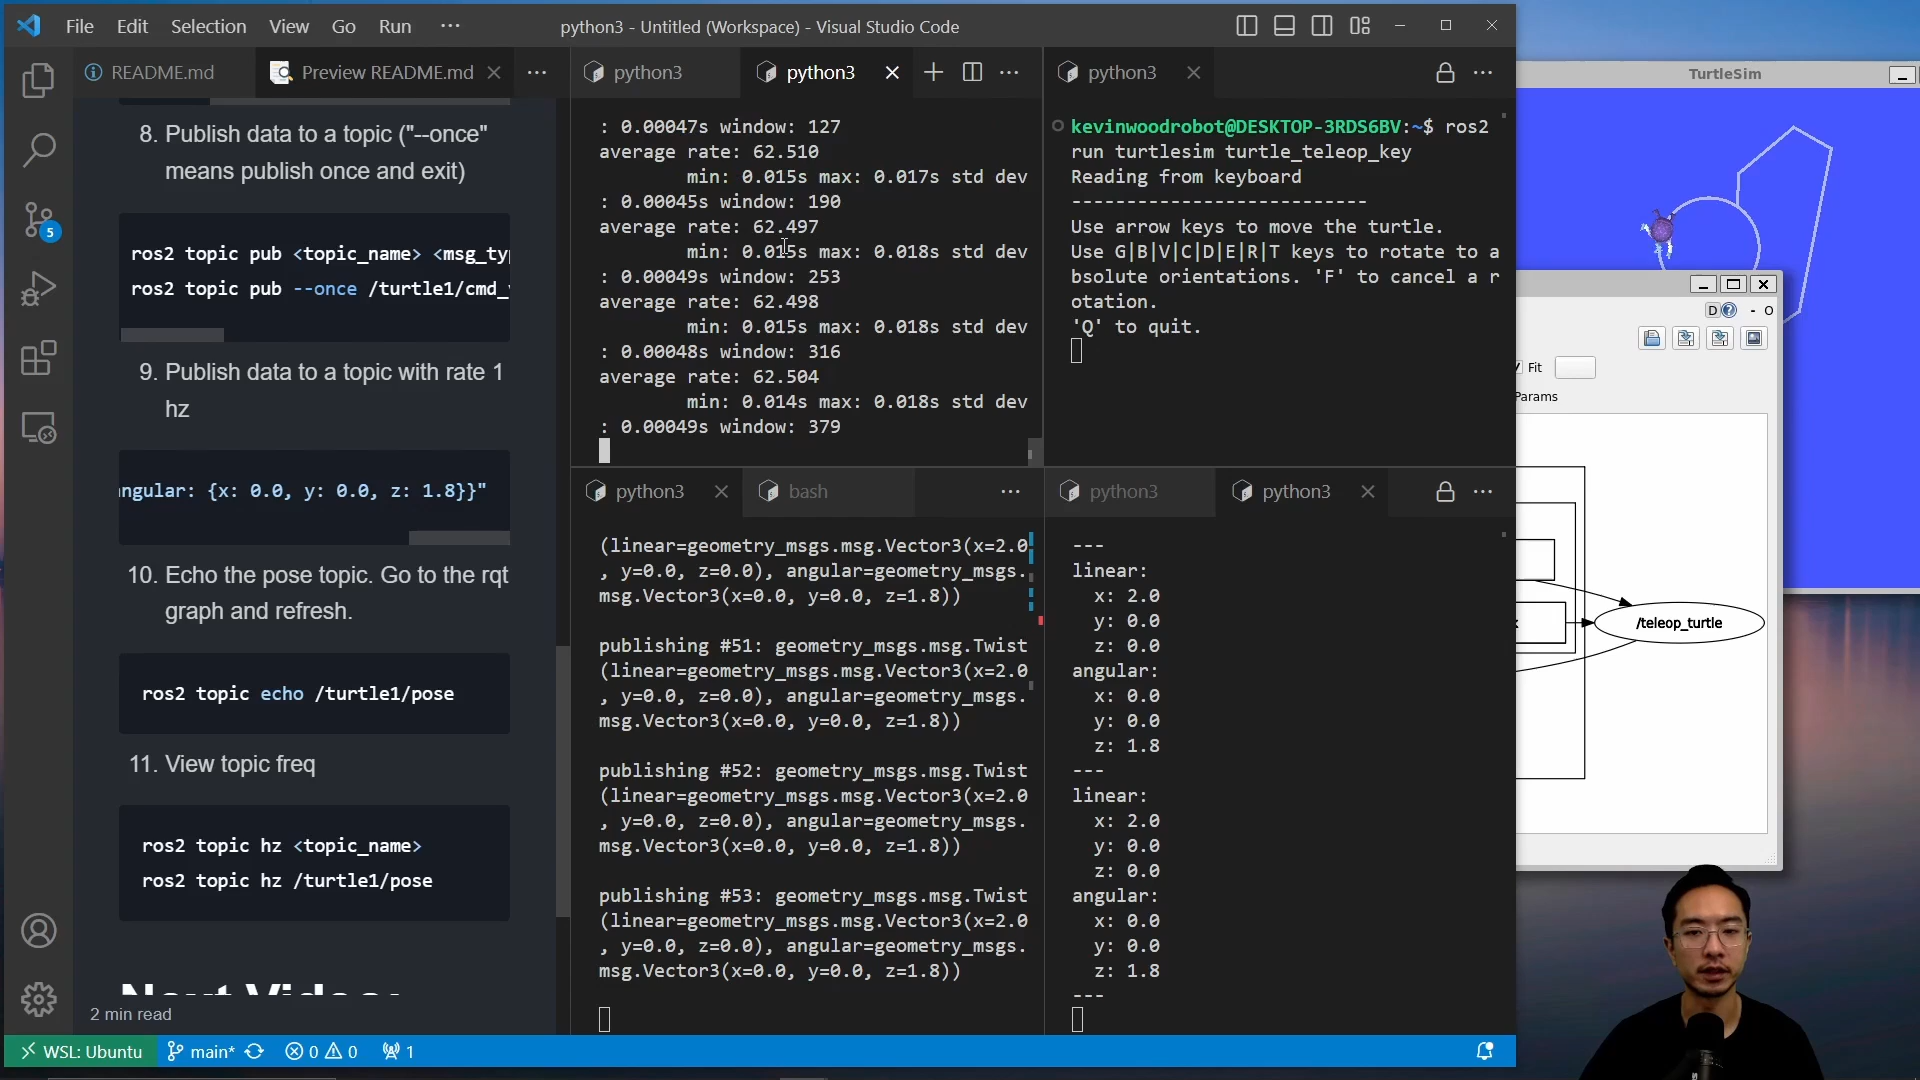 File Edit Selection View Go Run ··· python3 - Untitled (Workspace) - Visual Studio Code
README.md Preview README.md ···
8. Publish data to a topic ("--once"
means publish once and exit)
ros2 topic pub <topic_name> <msg_typ
ros2 topic pub --once /turtle1/cmd_
9. Publish data to a topic with rate 1
hz
angular: {x: 0.0, y: 0.0, z: 1.8}}"
10. Echo the pose topic. Go to the rqt
graph and refresh.
ros2 topic echo /turtle1/pose
11. View topic freq
ros2 topic hz <topic_name>
ros2 topic hz /turtle1/pose
Next Video:
2 min read
5
python3 python3 ···
: 0.00047s window: 127
average rate: 62.510
min: 0.015s max: 0.017s std dev
: 0.00045s window: 190
average rate: 62.497
min: 0.015s max: 0.018s std dev
: 0.00049s window: 253
average rate: 62.498
min: 0.015s max: 0.018s std dev
: 0.00048s window: 316
average rate: 62.504
min: 0.014s max: 0.018s std dev
: 0.00049s window: 379
python3 ···
kevinwoodrobot@DESKTOP-3RDS6BV:~$ ros2
run turtlesim turtle_teleop_key
Reading from keyboard
---------------------------
Use arrow keys to move the turtle.
Use G|B|V|C|D|E|R|T keys to rotate to a
bsolute orientations. 'F' to cancel a r
otation.
'Q' to quit.
python3 bash ···
(linear=geometry_msgs.msg.Vector3(x=2.0
, y=0.0, z=0.0), angular=geometry_msgs.
msg.Vector3(x=0.0, y=0.0, z=1.8))
publishing #51: geometry_msgs.msg.Twist
(linear=geometry_msgs.msg.Vector3(x=2.0
, y=0.0, z=0.0), angular=geometry_msgs.
msg.Vector3(x=0.0, y=0.0, z=1.8))
publishing #52: geometry_msgs.msg.Twist
(linear=geometry_msgs.msg.Vector3(x=2.0
, y=0.0, z=0.0), angular=geometry_msgs.
msg.Vector3(x=0.0, y=0.0, z=1.8))
publishing #53: geometry_msgs.msg.Twist
(linear=geometry_msgs.msg.Vector3(x=2.0
, y=0.0, z=0.0), angular=geometry_msgs.
msg.Vector3(x=0.0, y=0.0, z=1.8))
python3 python3 ···
---
linear:
x: 2.0
y: 0.0
z: 0.0
angular:
x: 0.0
y: 0.0
z: 1.8
---
linear:
x: 2.0
y: 0.0
z: 0.0
angular:
x: 0.0
y: 0.0
z: 1.8
---
TurtleSim
D ? - O
Fit
Params
/teleop_turtle
WSL: Ubuntu main* 0 0 1